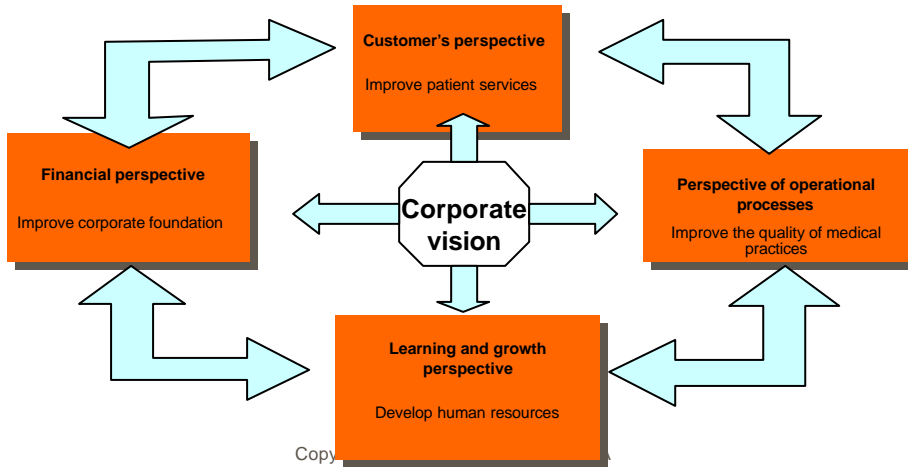 Customer's perspective
Improve patient services
Financial perspective
Improve corporate foundation
Corporate
vision
Perspective of operational
processes
Improve the quality of medical
practices
Learning and growth
perspective
Develop human resources